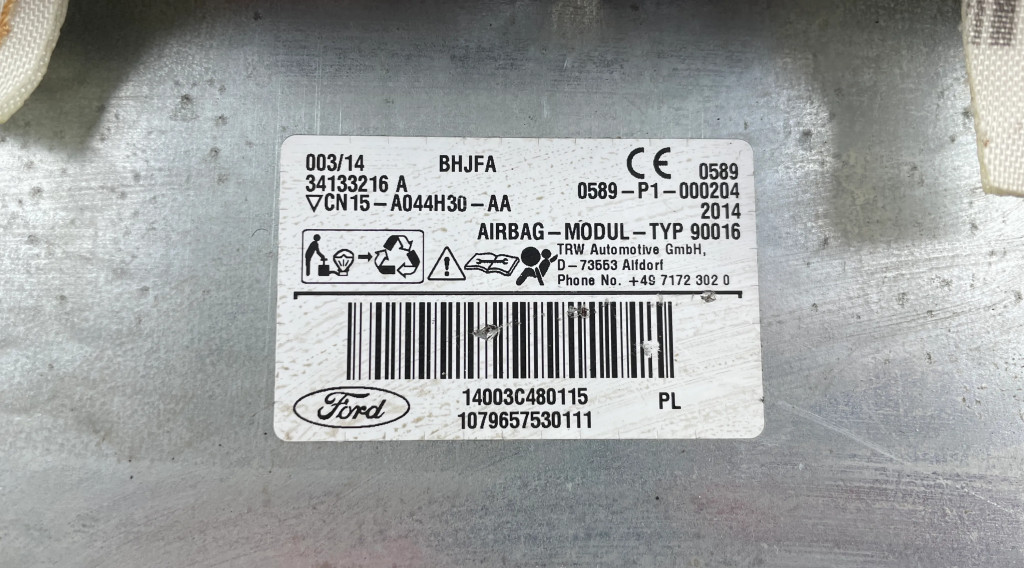 003/14 BHJFA CE 0589
34133216 A 0589-P1-000204
▽CN15-A044H30-AA 2014
AIRBAG-MODUL-TYP 90016
TRW Automotive GmbH,
D-73553 Alfdorf
Phone No. +49 7172 302 0
14003C480115 PL
Ford 1079657530111